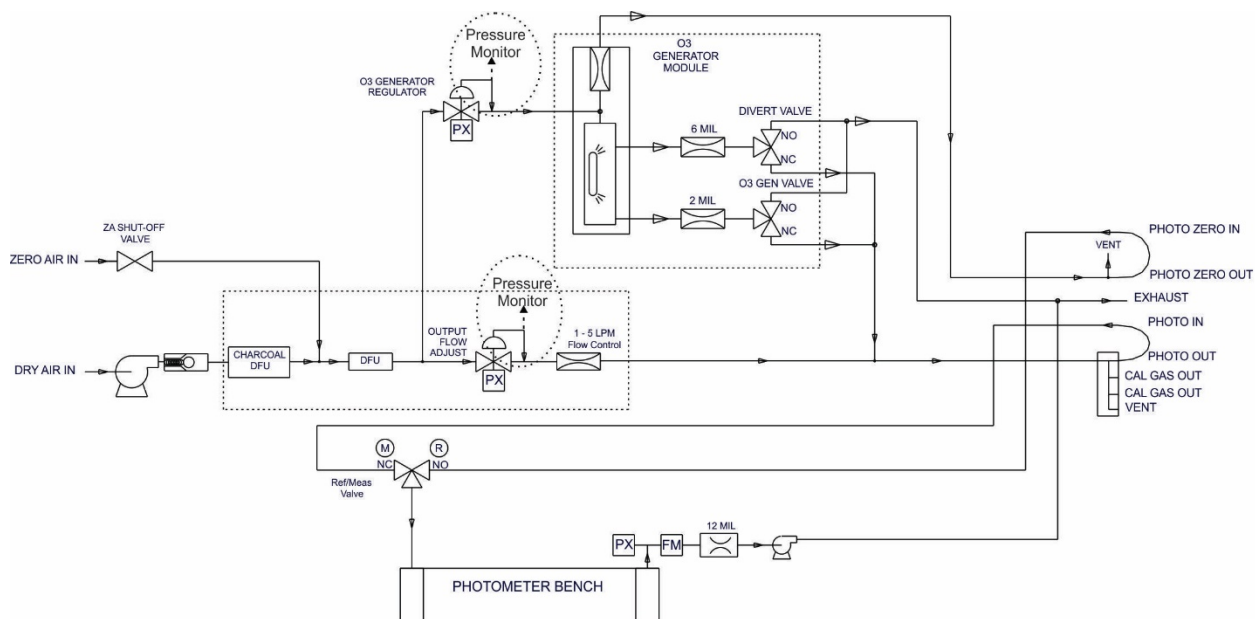 Pressure
Monitor
O3 GENERATOR
REGULATOR
PX
O3
GENERATOR
MODULE
DIVERT VALVE
6 MIL
NO
NC
O3 GEN VALVE
2 MIL
NO
NC
ZA SHUT-OFF
VALVE
ZERO AIR IN
PHOTO ZERO IN
VENT
PHOTO ZERO OUT
EXHAUST
PHOTO IN
PHOTO OUT
CAL GAS OUT
CAL GAS OUT
VENT
Pressure
Monitor
OUTPUT
FLOW
ADJUST
1 - 5 LPM
Flow Control
CHARCOAL
DFU
DFU
PX
DRY AIR IN
M
R
NC
NO
Ref/Meas
Valve
12 MIL
PX
FM
PHOTOMETER BENCH